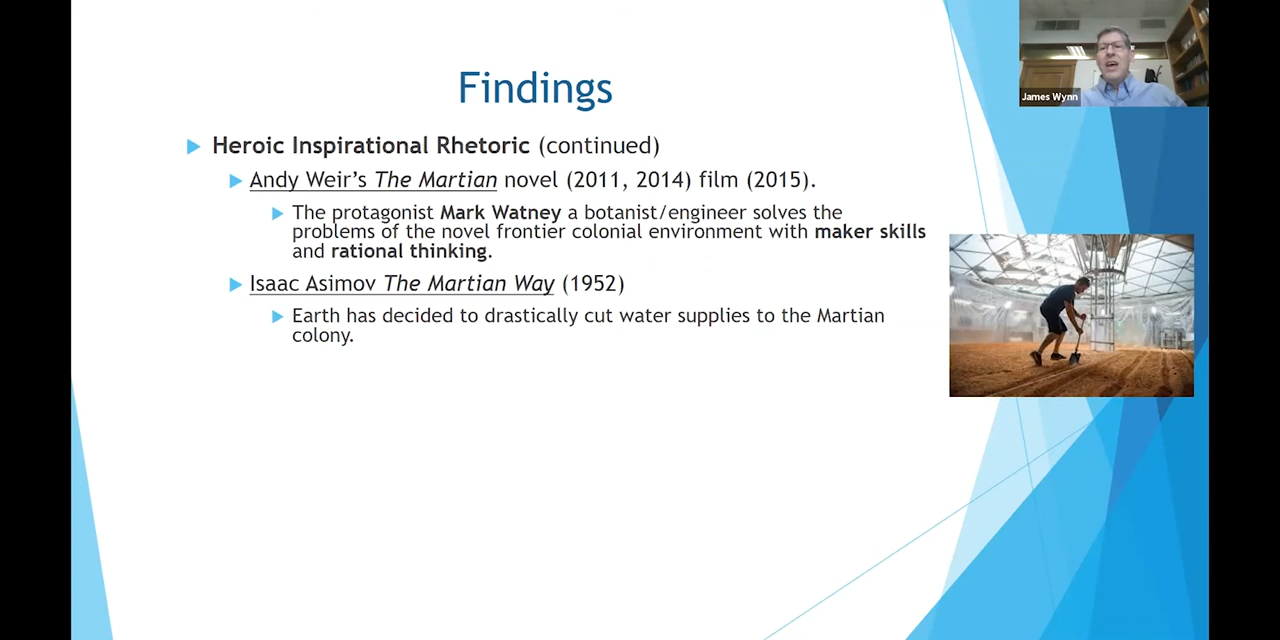 Findings
James Wynn
Heroic Inspirational Rhetoric (continued)
Andy Weir's The Martian novel (2011, 2014) film (2015).
The protagonist Mark Watney a botanist/engineer solves the
problems of the novel frontier colonial environment with maker skills
and rational thinking.
Isaac Asimov The Martian Way (1952)
Earth has decided to drastically cut water supplies to the Martian
colony.